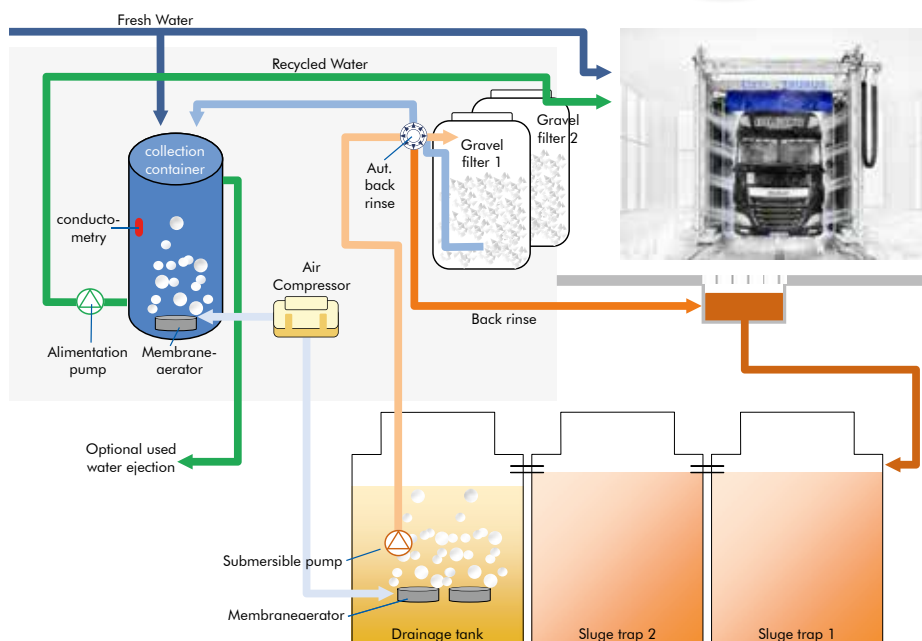 Fresh Water
Recycled Water
collection
container
Aut.
back
rinse
Gravel
filter 1
Gravel
filter 2
conducto-
metry
Air
Compressor
Back rinse
Alimentation
pump
Membrane-
aerator
Optional used
water ejection
Submersible pump
Membraneaerator
Drainage tank
Sluge trap 2
Sluge trap 1